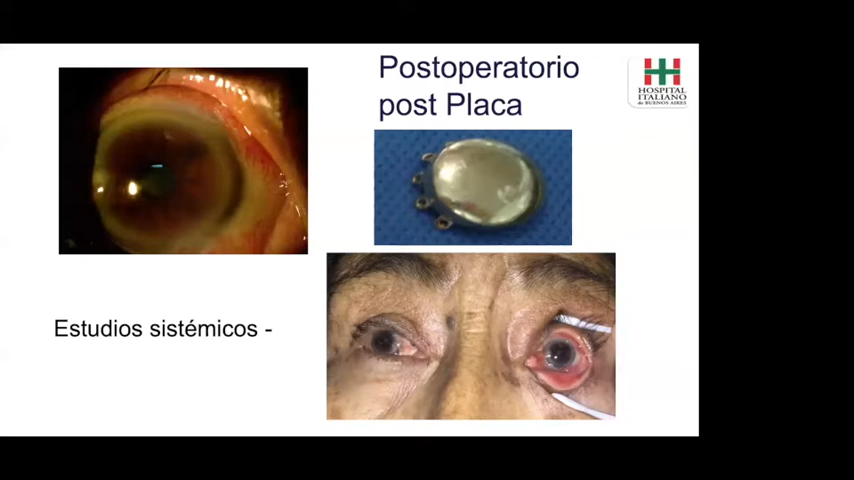 Postoperatorio
post Placa
HOSPITAL
ITALIANO
de BUENOS AIRES
Estudios sistémicos -